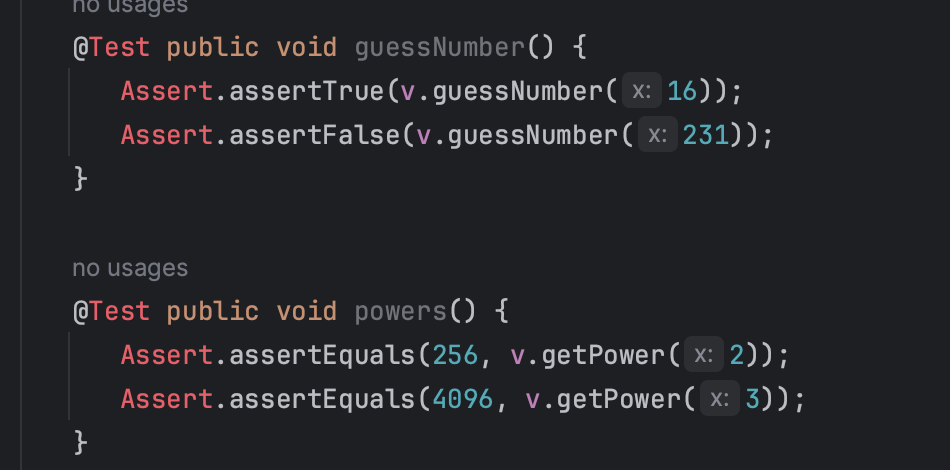 no usages
@Test public void guessNumber() {
Assert.assertTrue(v.guessNumber( x: 16));
Assert.assertFalse(v.guessNumber( x: 231));
}
no usages
@Test public void powers() {
Assert.assertEquals(256, v.getPower( x: 2));
Assert.assertEquals(4096, v.getPower( x: 3));
}